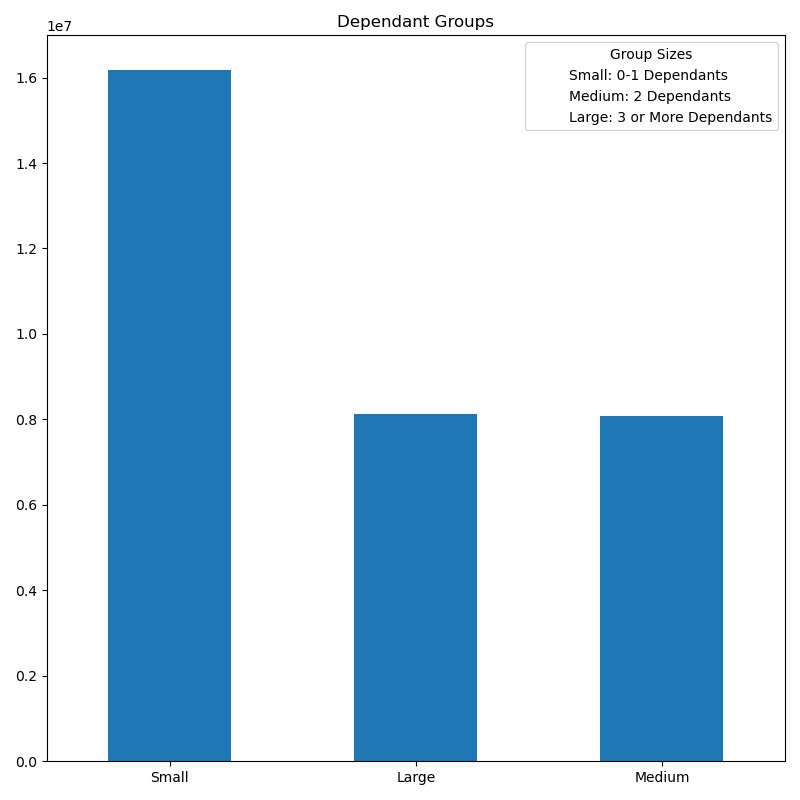 Dependant Groups
1e7
Group Sizes
Small: 0-1 Dependants
Medium: 2 Dependants
Large: 3 or More Dependants
1.6
1.4
1.2
1.0
0.8
0.6
0.4
0.2
0.0
Small Large Medium